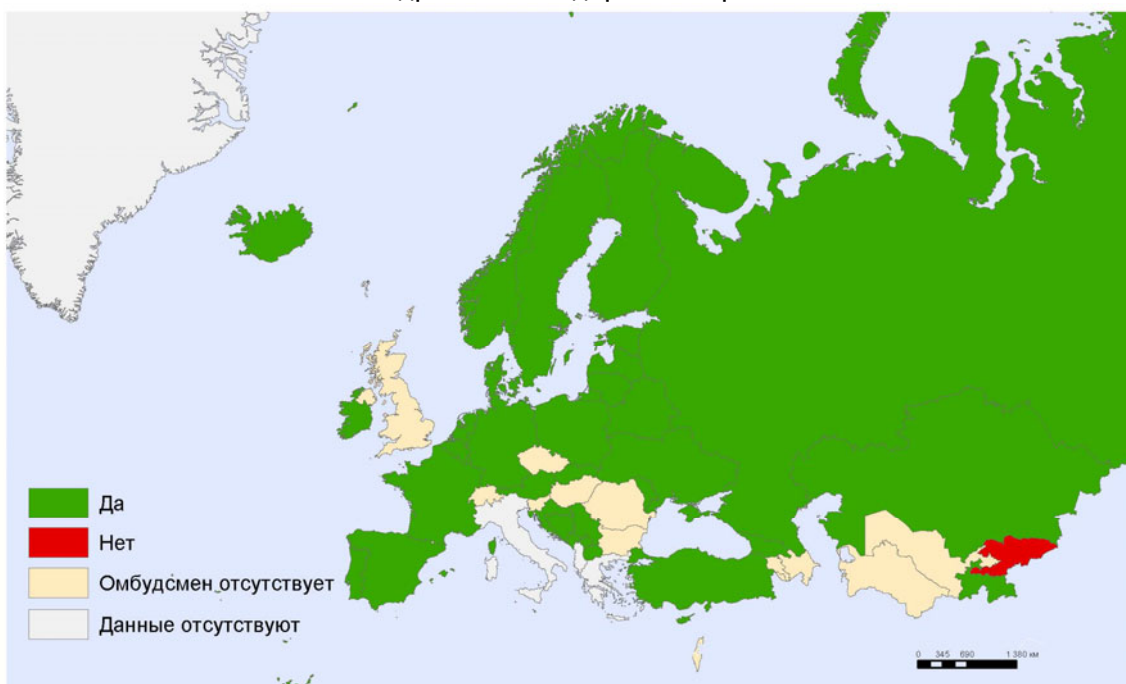 Да
Нет
Омбудсмен отсутствует
Данные отсутствуют
0 345 690 1 380 км